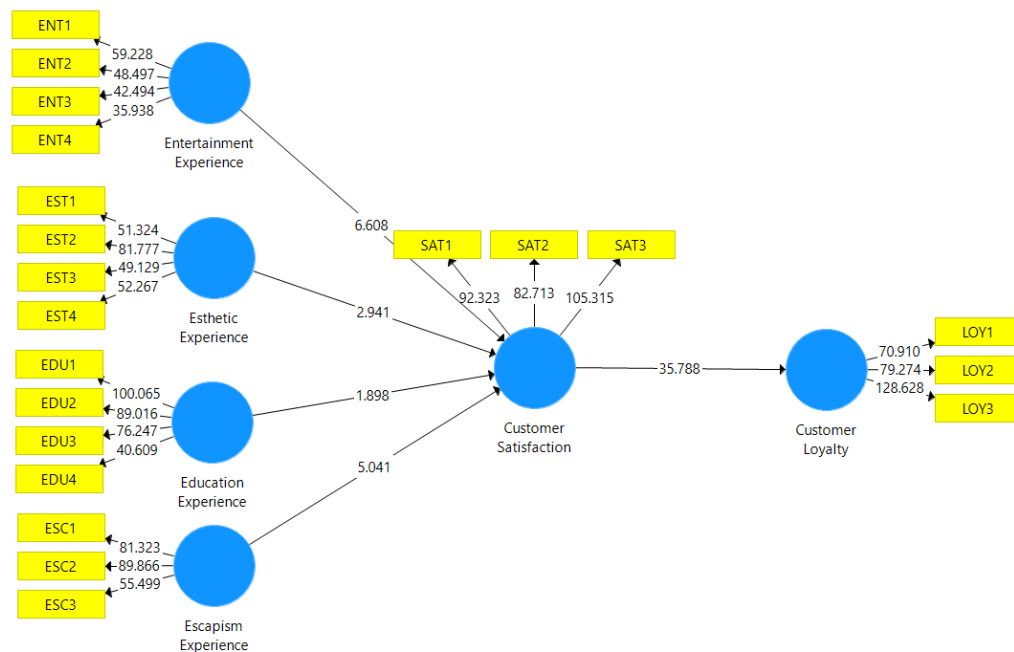 ENT1
59.228
ENT2
48.497
ENT3
42.494
35.938
ENT4
Entertainment
Experience
6.608
EST1
51.324
EST2
81.777
EST3
49.129
52.267
EST4
Esthetic
Experience
2.941
SAT1
SAT2
SAT3
92.323
82.713
105.315
EDU1
100.065
EDU2
89.016
EDU3
76.247
40.609
EDU4
Education
Experience
1.898
Customer
Satisfaction
35.788
LOY1
70.910
LOY2
79.274
128.628
LOY3
Customer
Loyalty
5.041
ESC1
81.323
ESC2
89.866
55.499
ESC3
Escapism
Experience